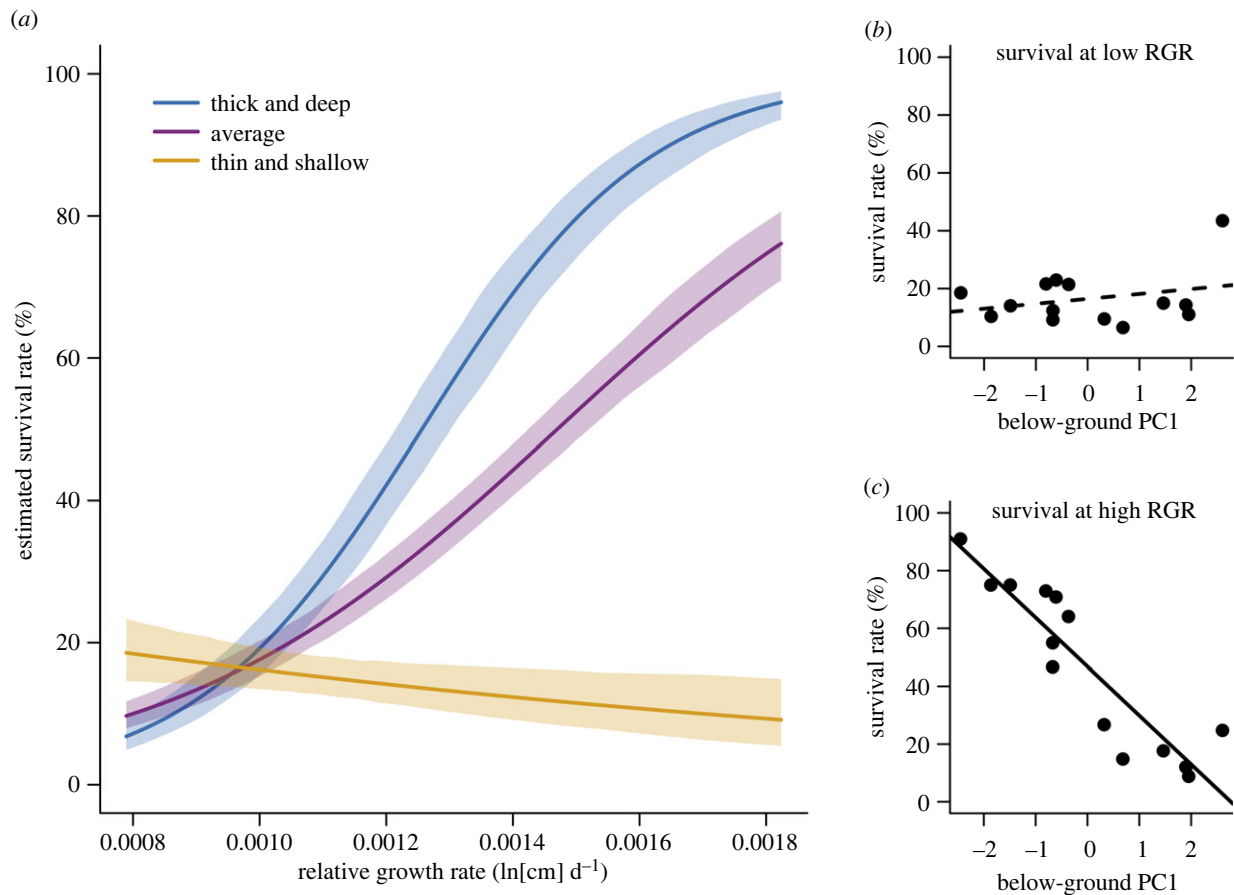 (a)
estimated survival rate (%)
100
80
60
40
20
0
thick and deep
average
thin and shallow
0.0008 0.0010 0.0012 0.0014 0.0016 0.0018
relative growth rate (ln[cm] d⁻¹)
(b)
survival at low RGR
survival rate (%)
100
80
60
40
20
0
−2 −1 0 1 2
below-ground PC1
(c)
survival at high RGR
survival rate (%)
100
80
60
40
20
0
−2 −1 0 1 2
below-ground PC1